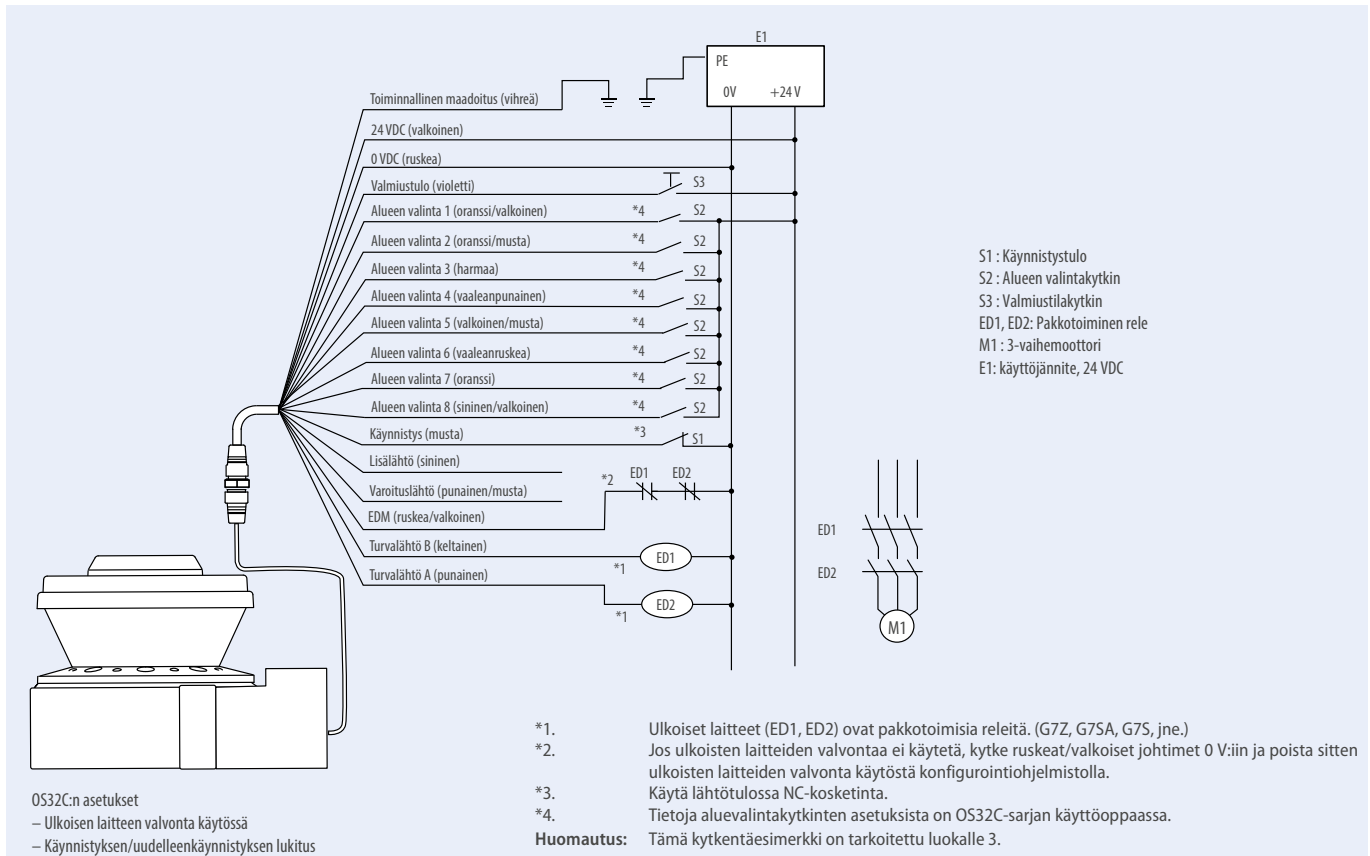 E1
PE
0V +24 V
Toiminnallinen maadoitus (vihreä)
24 VDC (valkoinen)
0 VDC (ruskea)
Valmiustulo (violetti) S3
Alueen valinta 1 (oranssi/valkoinen) *4 S2
Alueen valinta 2 (oranssi/musta) *4 S2
Alueen valinta 3 (harmaa) *4 S2
Alueen valinta 4 (vaaleanpunainen) *4 S2
Alueen valinta 5 (valkoinen/musta) *4 S2
Alueen valinta 6 (vaaleanruskea) *4 S2
Alueen valinta 7 (oranssi) *4 S2
Alueen valinta 8 (sininen/valkoinen) *4 S2
Käynnistys (musta) *3 S1
Lisälähtö (sininen)
Varoituslähtö (punainen/musta) *2 ED1 ED2
EDM (ruskea/valkoinen)
Turvalähtö B (keltainen) *1 ED1
Turvalähtö A (punainen) *1 ED2
S1 : Käynnistystulo
S2 : Alueen valintakytkin
S3 : Valmiustilakytkin
ED1, ED2: Pakkotoiminen rele
M1 : 3-vaihemoottori
E1: käyttöjännite, 24 VDC
ED1
ED2
M1
OS32C:n asetukset
– Ulkoisen laitteen valvonta käytössä
– Käynnistyksen/uudelleenkäynnistyksen lukitus
*1. Ulkoiset laitteet (ED1, ED2) ovat pakkotoimisia releitä. (G7Z, G7SA, G7S, jne.)
*2. Jos ulkoisten laitteiden valvontaa ei käytetä, kytke ruskeat/valkoiset johtimet 0 V:iin ja poista sitten
ulkoisten laitteiden valvonta käytöstä konfigurointiohjelmistolla.
*3. Käytä lähtötulossa NC-kosketinta.
*4. Tietoja aluevalintakytkinten asetuksista on OS32C-sarjan käyttöoppaassa.
Huomautus: Tämä kytkentäesimerkki on tarkoitettu luokalle 3.